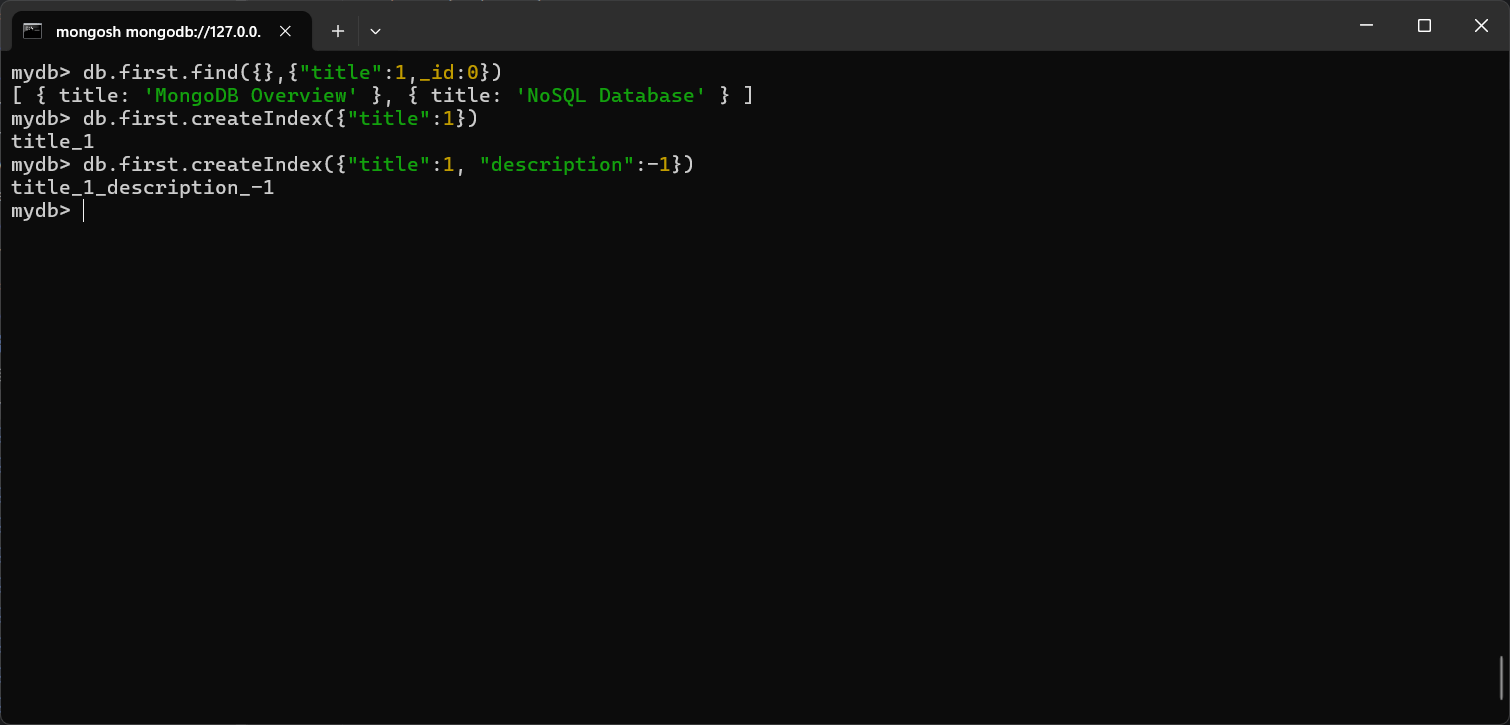 mongosh mongodb://127.0.0.
mydb> db.first.find({},{"title":1,_id:0})
[ { title: 'MongoDB Overview' }, { title: 'NoSQL Database' } ]
mydb> db.first.createIndex({"title":1})
title_1
mydb> db.first.createIndex({"title":1, "description":-1})
title_1_description_-1
mydb>